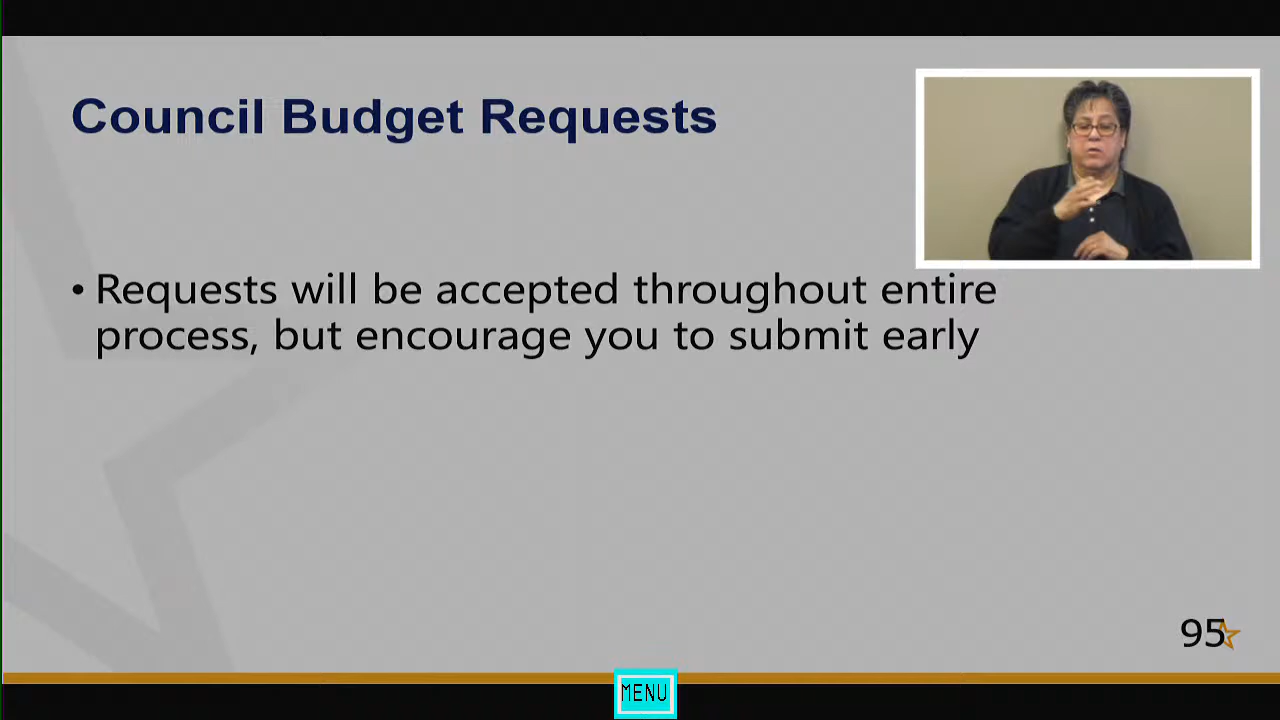 Council Budget Requests
• Requests will be accepted throughout entire
process, but encourage you to submit early
95
MENU